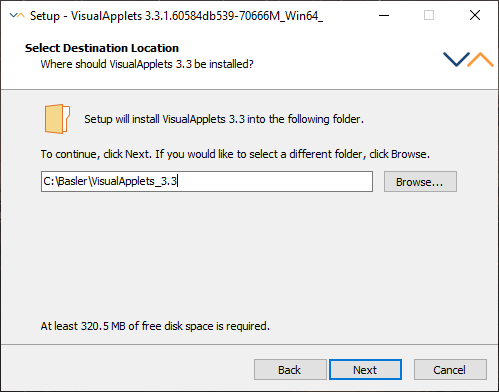 Setup - VisualApplets 3.3.1.60584db539-70666M_Win64_
Select Destination Location
Where should VisualApplets 3.3 be installed?
Setup will install VisualApplets 3.3 into the following folder.
To continue, click Next. If you would like to select a different folder, click Browse.
C:\Basler\VisualApplets_3.3
Browse...
At least 320.5 MB of free disk space is required.
Back
Next
Cancel